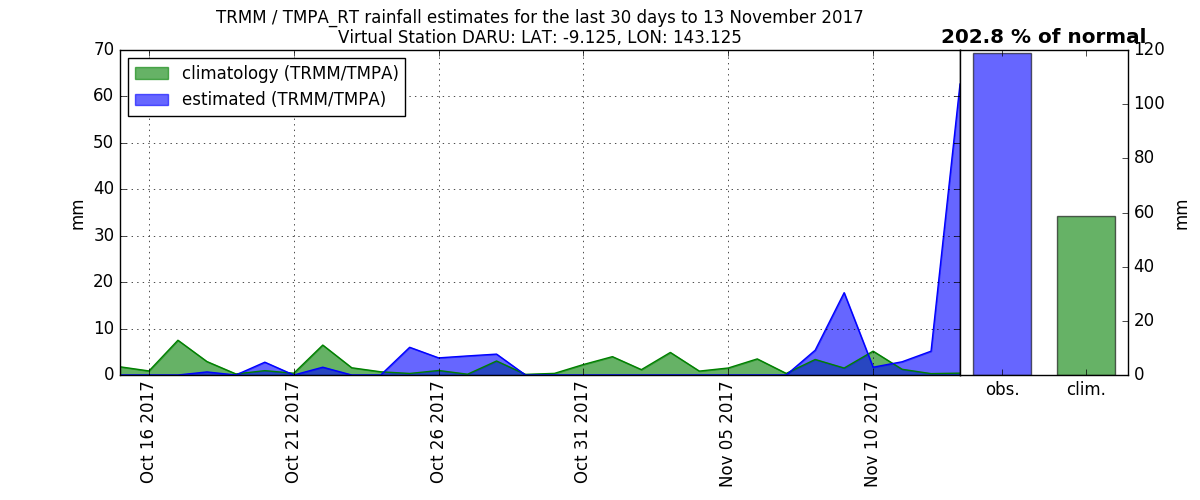 TRMM / TMPA_RT rainfall estimates for the last 30 days to 13 November 2017
Virtual Station DARU: LAT: -9.125, LON: 143.125
202.8 % of normal
climatology (TRMM/TMPA)
estimated (TRMM/TMPA)
70
60
50
40
30
20
10
0
mm
Oct 16 2017
Oct 21 2017
Oct 26 2017
Oct 31 2017
Nov 05 2017
Nov 10 2017
obs.
clim.
120
100
80
60
40
20
0
mm